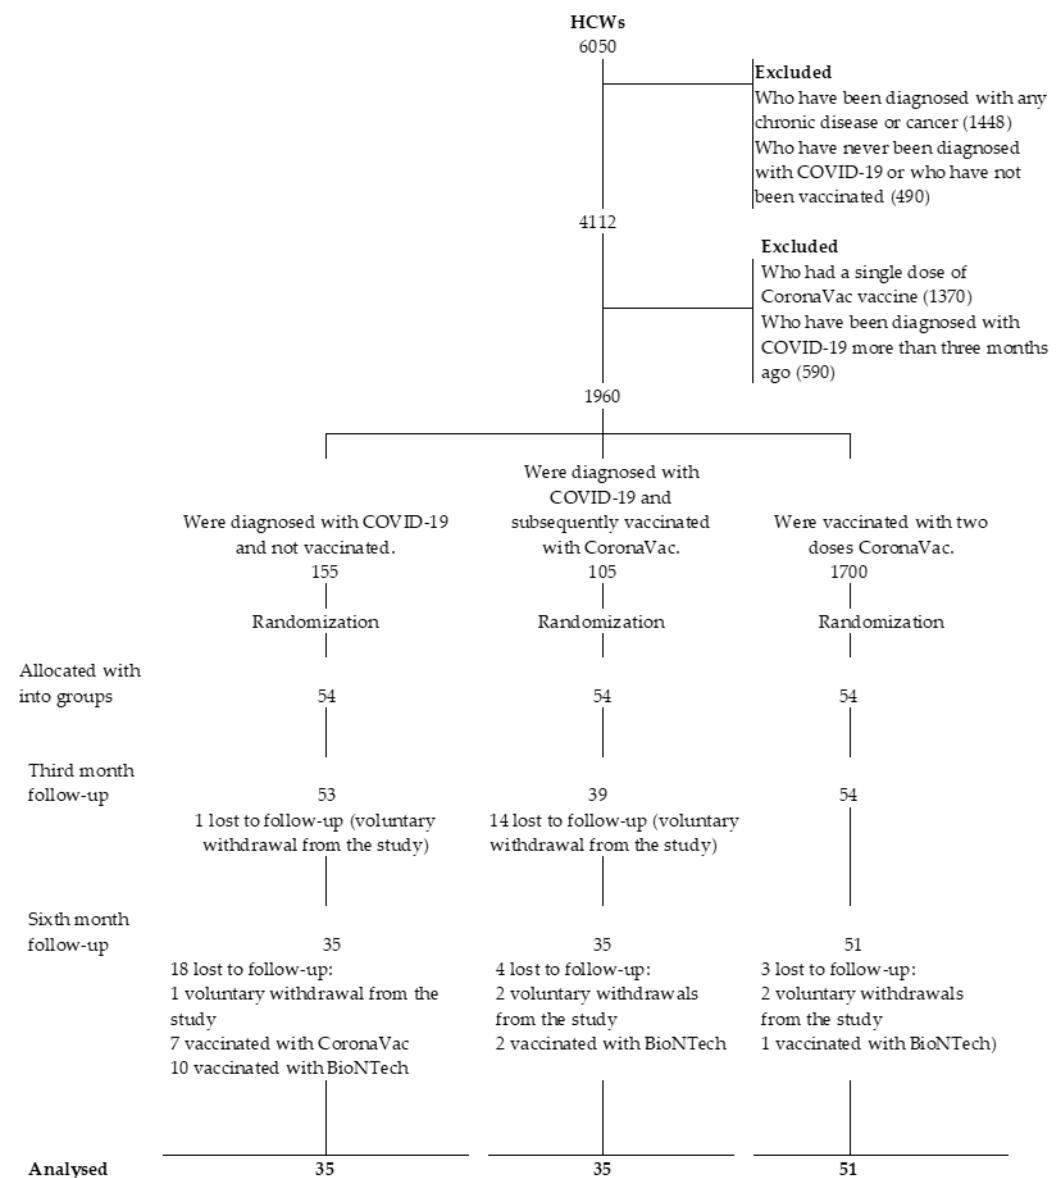 HCWs
6050
Excluded
Who have been diagnosed with any
chronic disease or cancer (1448)
Who have never been diagnosed
with COVID-19 or who have not
been vaccinated (490)
4112
Excluded
Who had a single dose of
CoronaVac vaccine (1370)
Who have been diagnosed with
COVID-19 more than three months
ago (590)
1960
Were diagnosed with COVID-19
and not vaccinated.
155
Were diagnosed with
COVID-19 and
subsequently vaccinated
with CoronaVac.
105
Were vaccinated with two
doses CoronaVac.
1700
Randomization
Randomization
Randomization
Allocated with
into groups
54
54
54
Third month
follow-up
53
1 lost to follow-up (voluntary
withdrawal from the study)
39
14 lost to follow-up (voluntary
withdrawal from the study)
54
Sixth month
follow-up
35
18 lost to follow-up:
1 voluntary withdrawal from the
study
7 vaccinated with CoronaVac
10 vaccinated with BioNTech
35
4 lost to follow-up:
2 voluntary withdrawals
from the study
2 vaccinated with BioNTech
51
3 lost to follow-up:
2 voluntary withdrawals
from the study
1 vaccinated with BioNTech)
Analysed
35
35
51